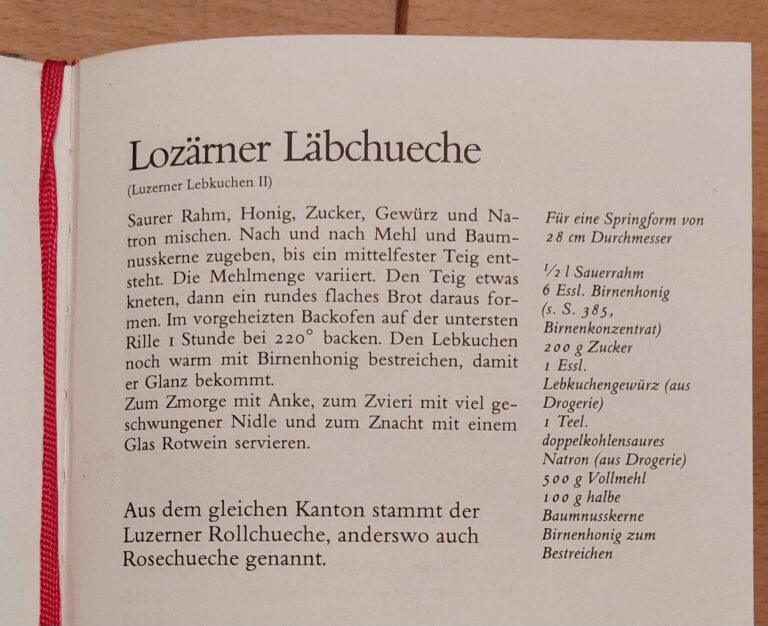 Lozärner Läbchueche
(Luzerner Lebkuchen II)
Saurer Rahm, Honig, Zucker, Gewürz und Na-
tron mischen. Nach und nach Mehl und Baum-
nusskerne zugeben, bis ein mittelfester Teig ent-
steht. Die Mehlmenge variiert. Den Teig etwas
kneten, dann ein rundes flaches Brot daraus for-
men. Im vorgeheizten Backofen auf der untersten
Rille 1 Stunde bei 220° backen. Den Lebkuchen
noch warm mit Birnenhonig bestreichen, damit
er Glanz bekommt.
Zum Zmorge mit Anke, zum Zvieri mit viel ge-
schwungener Nidle und zum Znacht mit einem
Glas Rotwein servieren.
Aus dem gleichen Kanton stammt der
Luzerner Rollchueche, anderswo auch
Rosechueche genannt.
Für eine Springform von
28 cm Durchmesser
½ l Sauerrahm
6 Essl. Birnenhonig
(s. S. 385,
Birnenkonzentrat)
200 g Zucker
1 Essl.
Lebkuchengewürz (aus
Drogerie)
1 Teel.
doppelkohlensaures
Natron (aus Drogerie)
500 g Vollmehl
100 g halbe
Baumnusskerne
Birnenhonig zum
Bestreichen